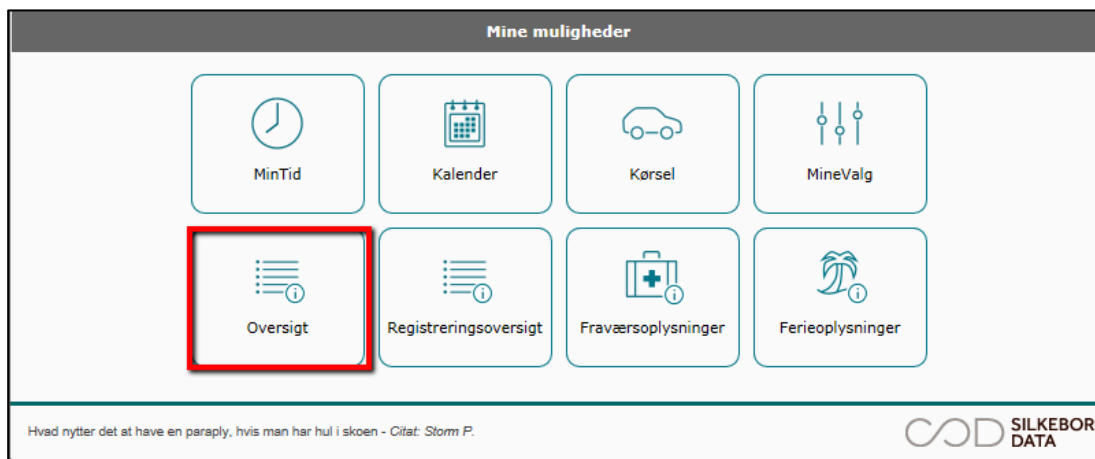 Mine muligheder
MinTid
Kalender
Kørsel
MineValg
Oversigt
Registreringsoversigt
Fraværsoplysninger
Ferieoplysninger
Hvad nytter det at have en paraply, hvis man har hul i skoen - Citat: Storm P.
SILKEBOR
DATA